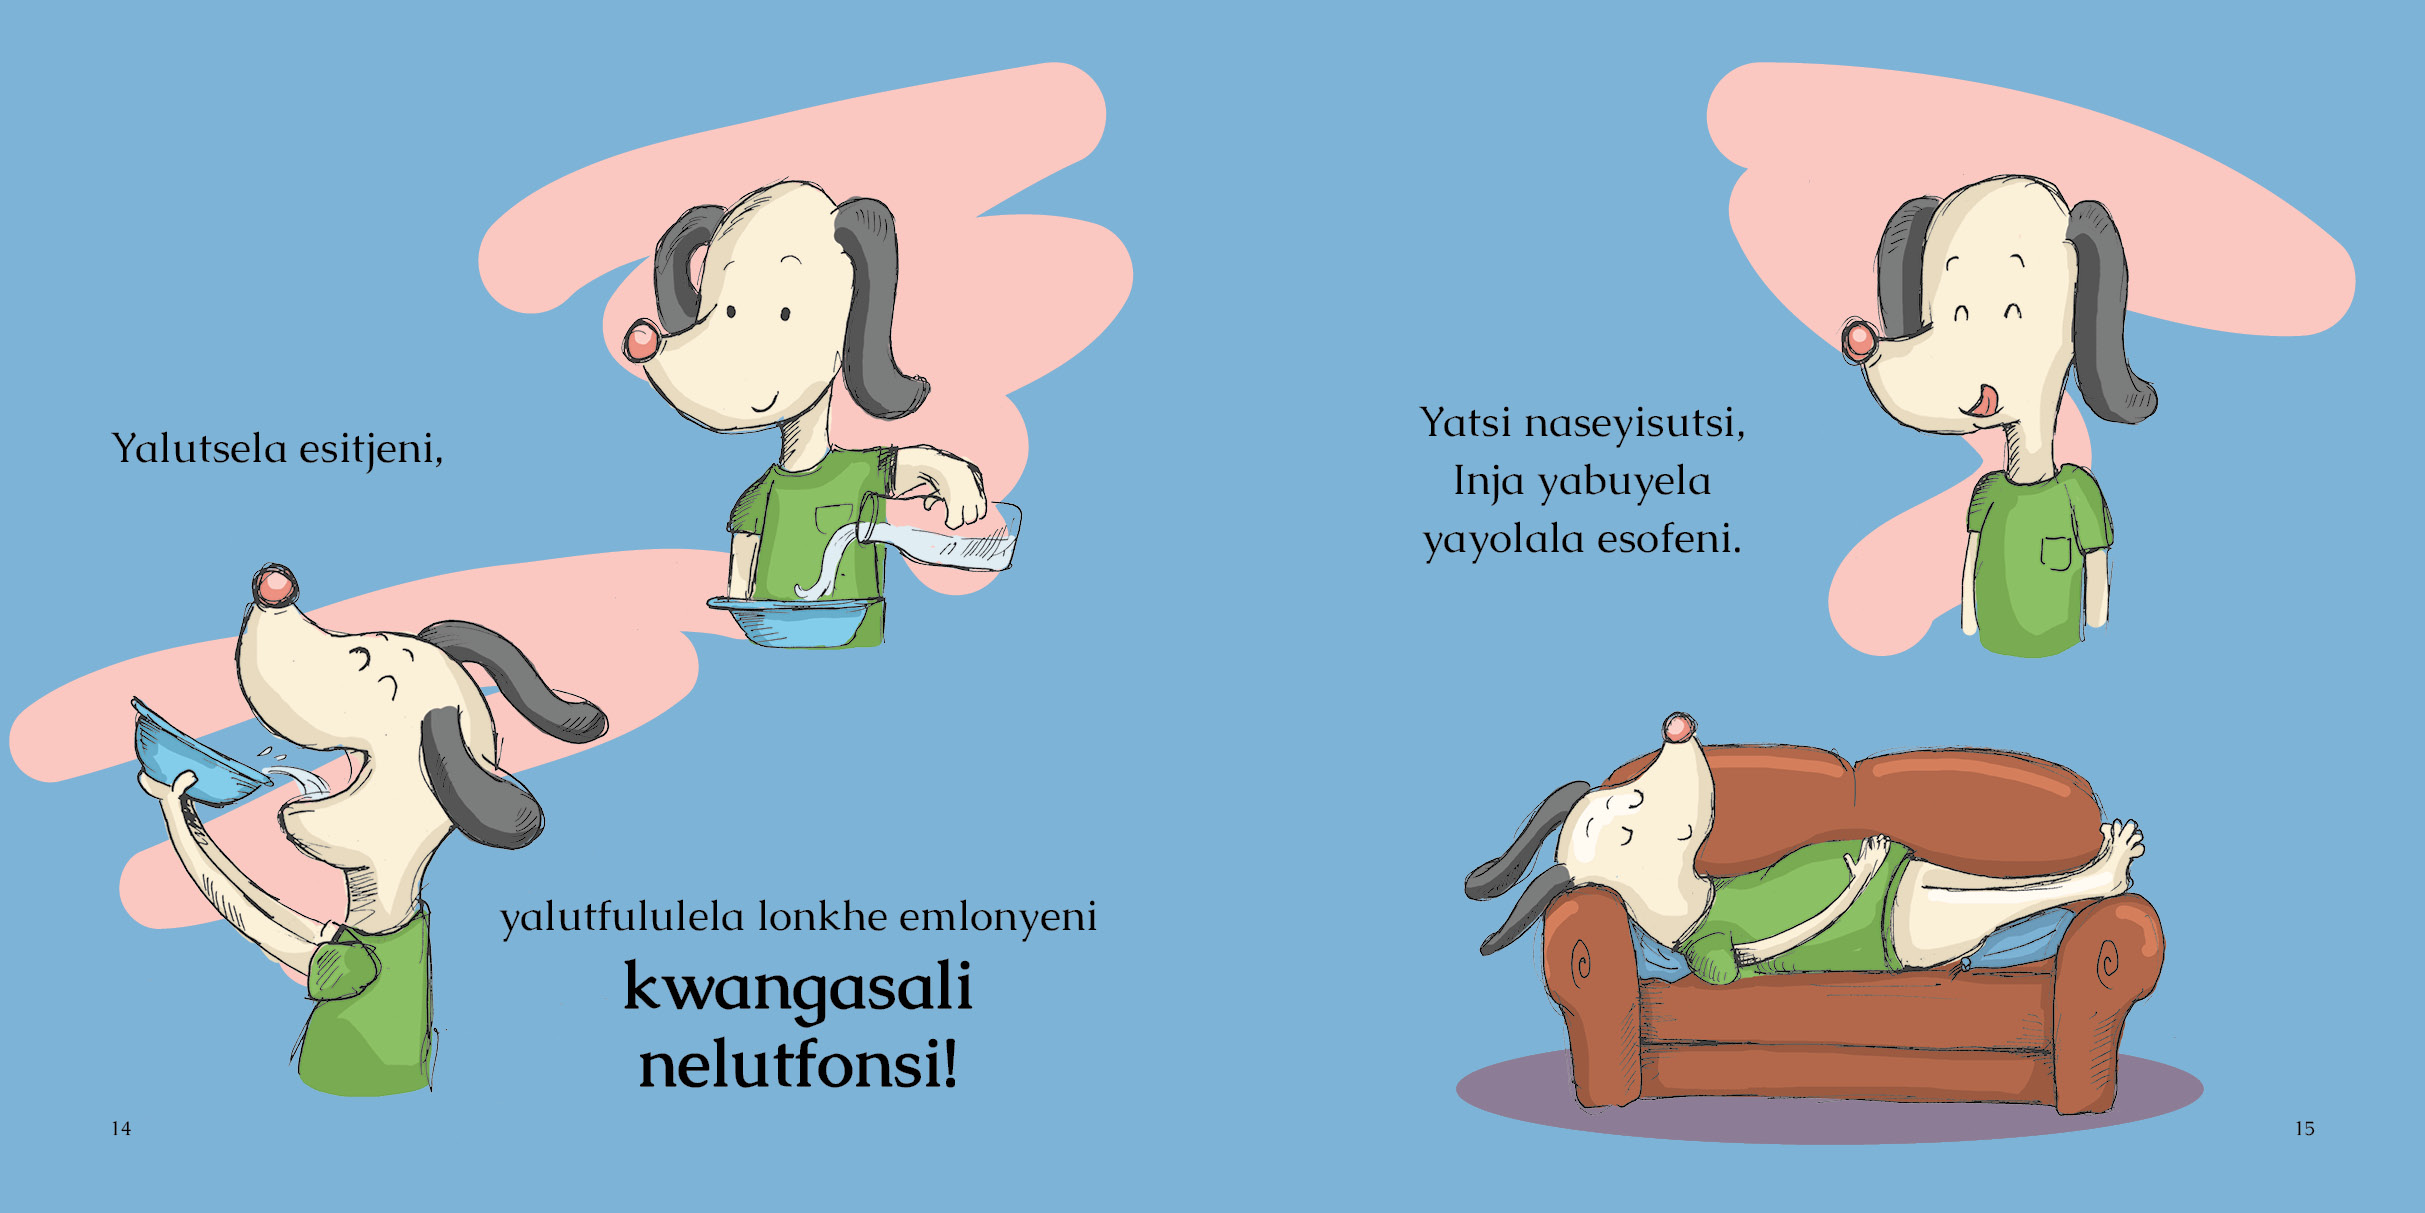 Yalutsela esitjeni,
yalutfululela lonkhe emlonyeni
kwangasali
nelutfonsi!
14
Yatsi naseyisutsi,
Inja yabuyela
yayolala esofeni.
15